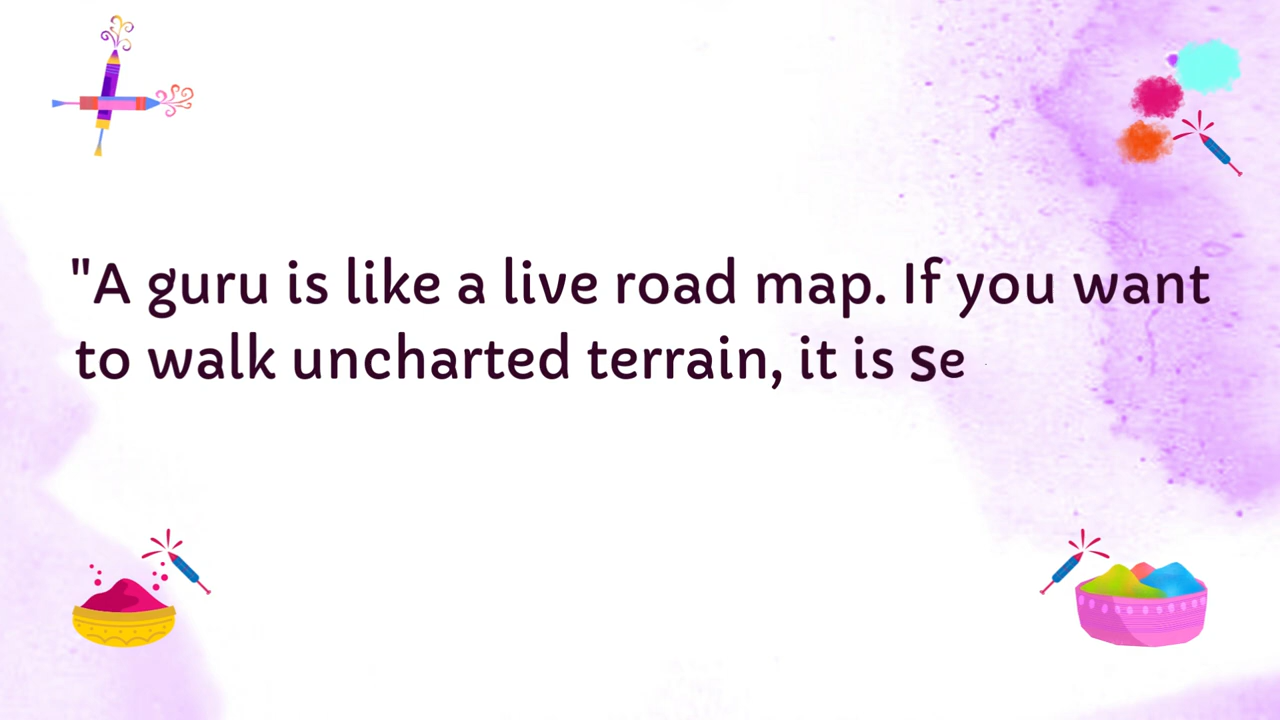 "A guru is like a live road map. If you want
to walk uncharted terrain, it is Se